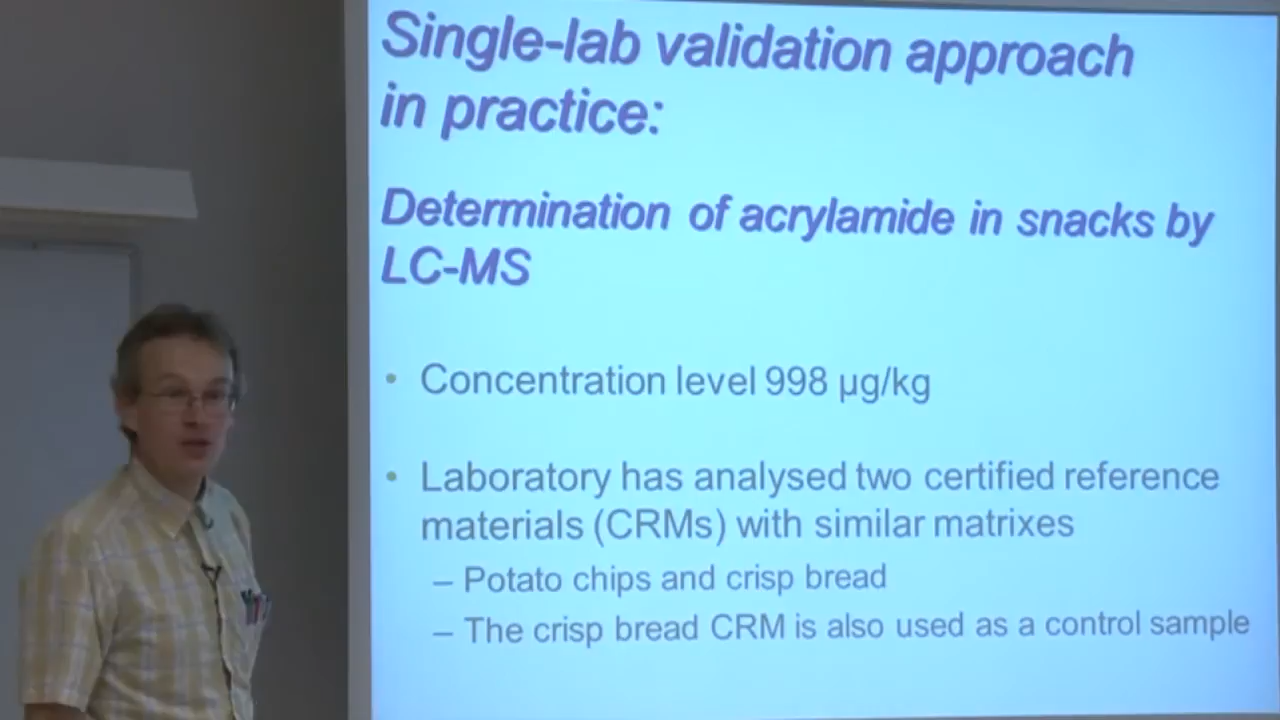 Single-lab validation approach
in practice:
Determination of acrylamide in snacks by
LC-MS
• Concentration level 998 µg/kg
• Laboratory has analysed two certified reference
materials (CRMs) with similar matrixes
– Potato chips and crisp bread
– The crisp bread CRM is also used as a control sample